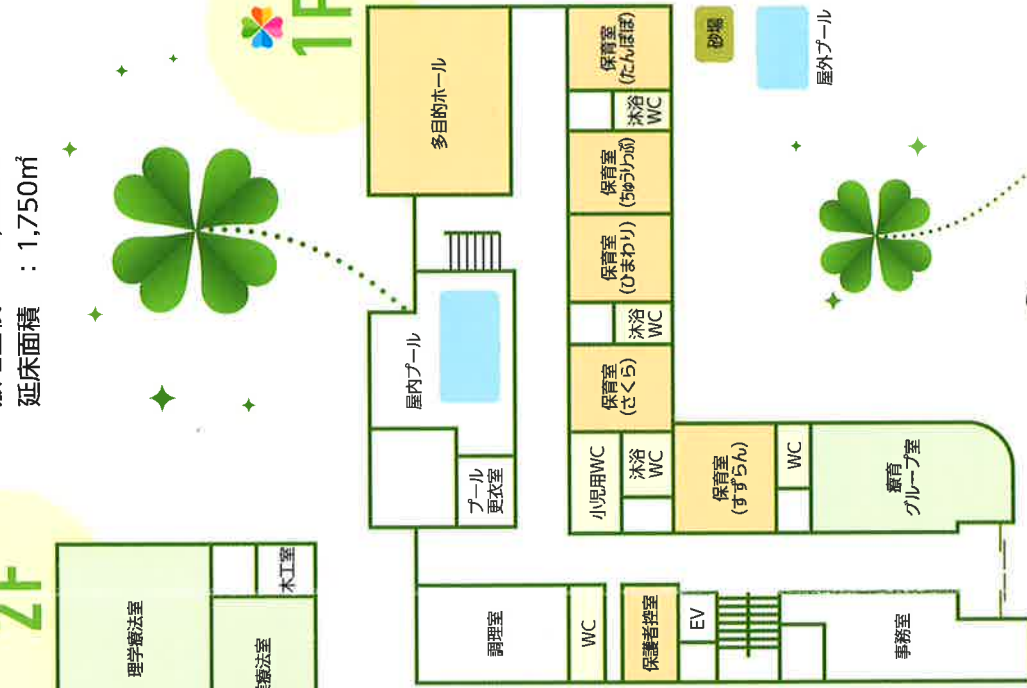 延床面積 : 1,750㎡
1F
多目的ホール
屋内プール
プール
更衣室
調理室
WC
保護者控室
EV
事務室
保育室
(たんぽぽ)
沐浴
WC
保育室
(ちゅうりっぷ)
保育室
(ひまわり)
沐浴
WC
保育室
(さくら)
小児用WC
沐浴
WC
保育室
(すずらん)
WC
療育
グループ室
砂場
屋外プール
2F
理学療法室
木工室
療法室